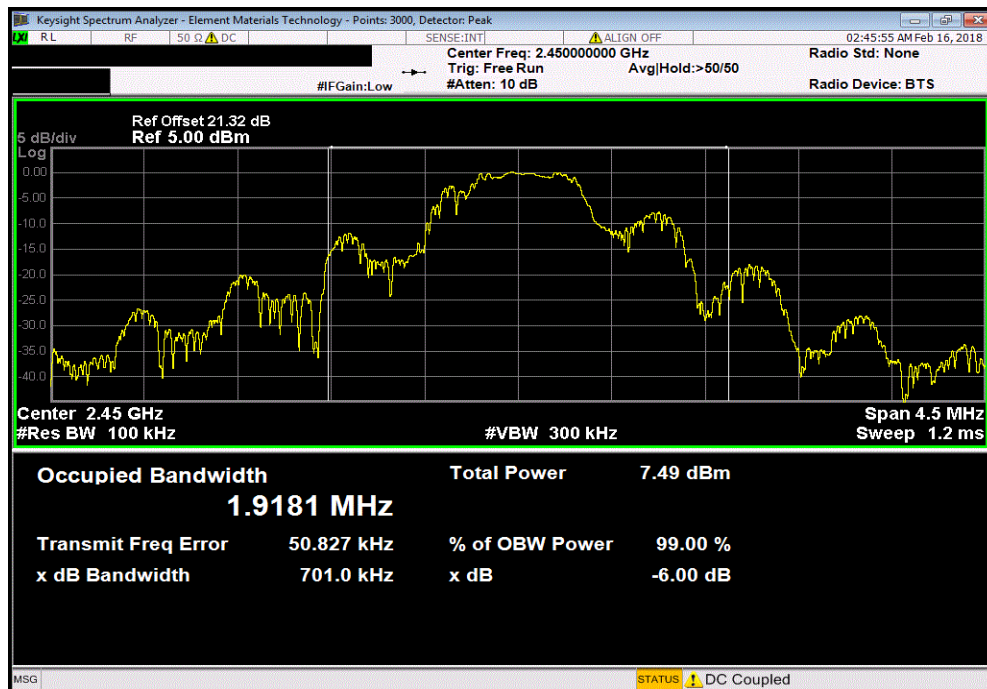 Keysight Spectrum Analyzer - Element Materials Technology - Points: 3000, Detector: Peak
LXI RL RF 50 Ω DC SENSE:INT ALIGN OFF 02:45:55 AM Feb 16, 2018
Center Freq: 2.450000000 GHz Radio Std: None
Trig: Free Run Avg|Hold:>50/50
#IFGain:Low #Atten: 10 dB Radio Device: BTS
Ref Offset 21.32 dB
5 dB/div Ref 5.00 dBm
Log
0.00
-5.00
-10.0
-15.0
-20.0
-25.0
-30.0
-35.0
-40.0
Center 2.45 GHz Span 4.5 MHz
#Res BW 100 kHz #VBW 300 kHz Sweep 1.2 ms
Occupied Bandwidth Total Power 7.49 dBm
1.9181 MHz
Transmit Freq Error 50.827 kHz % of OBW Power 99.00 %
x dB Bandwidth 701.0 kHz x dB -6.00 dB
MSG STATUS DC Coupled